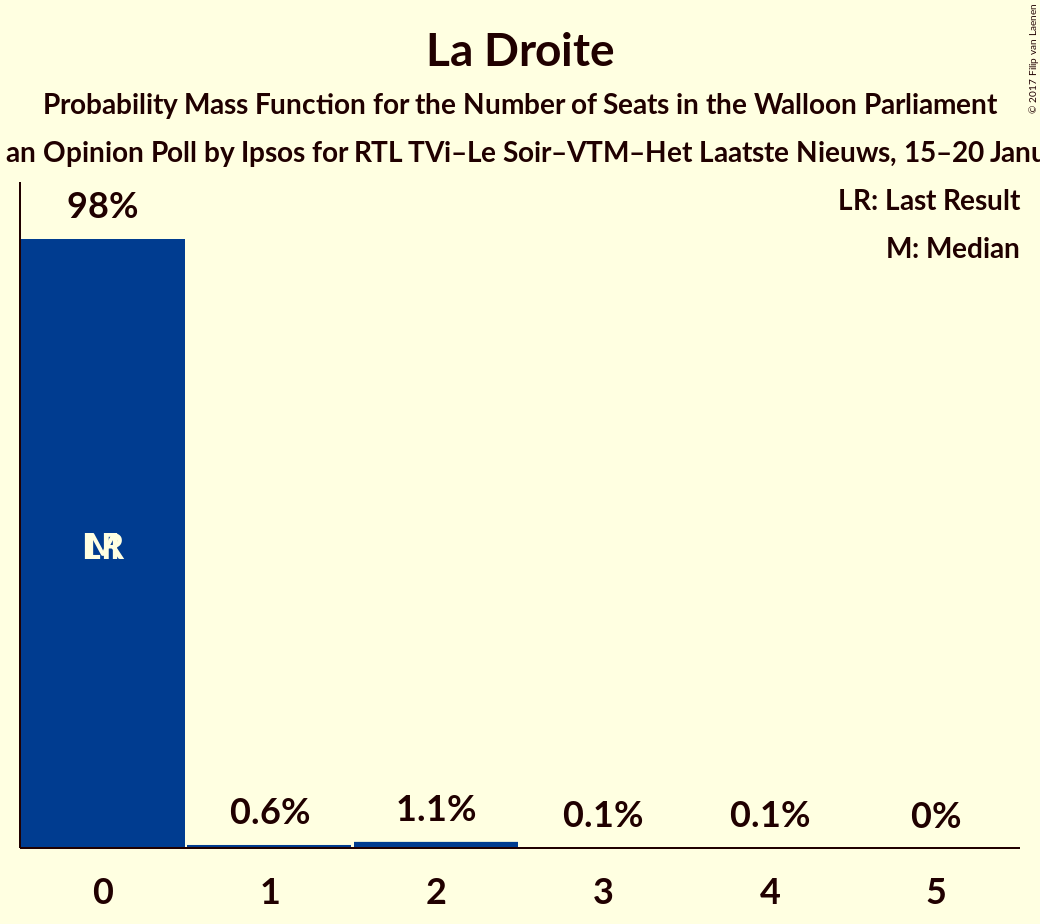 La Droite
Probability Mass Function for the Number of Seats in the Walloon Parliament
an Opinion Poll by Ipsos for RTL TVi–Le Soir–VTM–Het Laatste Nieuws, 15–20 Janu
© 2017 Filip van Laenen
LR: Last Result
M: Median
98%
LR
M
0.6%
1.1%
0.1%
0.1%
0%
0
1
2
3
4
5